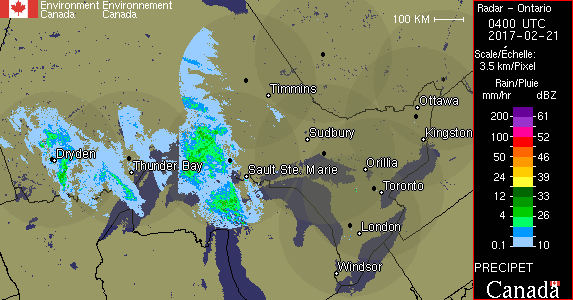 Environment Environnement
Canada Canada
100 KM
Radar - Ontario
0400 UTC
2017-02-21
Scale/Échelle:
3.5 km/Pixel
Rain/Pluie
mm/hr dBZ
200 61
100 52
50 46
24 39
12 34
4 26
0.1 10
PRECIPET
Canada
Timmins
Ottawa
Sudbury
Kingston
Dryden
Thunder Bay
Sault Ste. Marie
Orillia
Toronto
London
Windsor